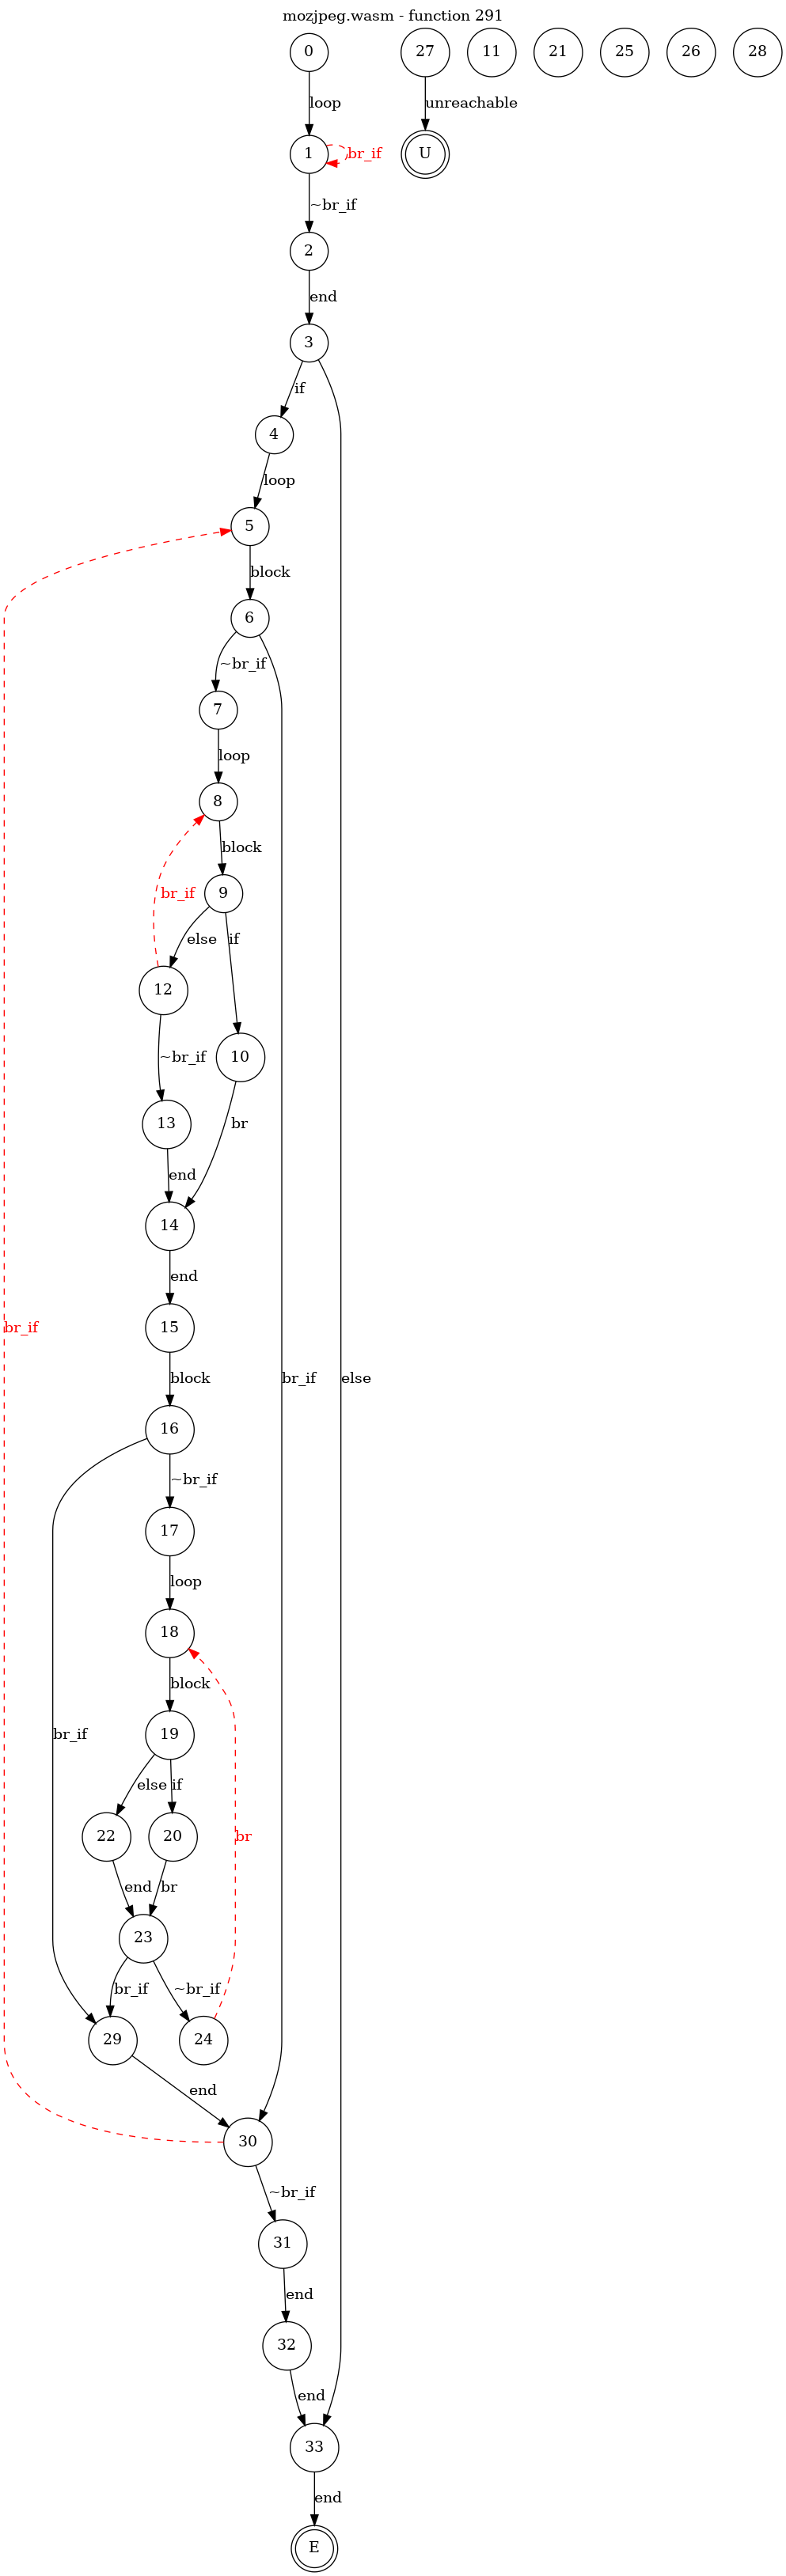 mozjpeg.wasm - function 291
0 27 11 21 25 26 28
loop unreachable
1 br_if U
~br_if
2
end
3
if
4
loop
5
block
6
~br_if
7
loop
8
block
br_if 9
else if
12
~br_if 10
13 br
end
14
end
15
br_if block br_if else
16
~br_if
17
loop
18
block
br_if 19
else if
22 20 br
end br
23
br_if ~br_if
29 24
end
30
~br_if
31
end
32
end
33
end
E